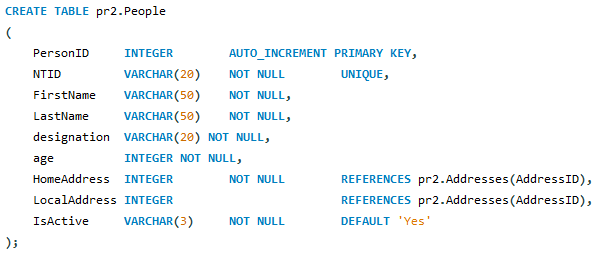 CREATE TABLE pr2.People
(
    PersonID     INTEGER        AUTO_INCREMENT PRIMARY KEY,
    NTID         VARCHAR(20)    NOT NULL        UNIQUE,
    FirstName    VARCHAR(50)    NOT NULL,
    LastName     VARCHAR(50)    NOT NULL,
    designation  VARCHAR(20) NOT NULL,
    age          INTEGER NOT NULL,
    HomeAddress  INTEGER        NOT NULL        REFERENCES pr2.Addresses(AddressID),
    LocalAddress INTEGER                        REFERENCES pr2.Addresses(AddressID),
    IsActive     VARCHAR(3)     NOT NULL        DEFAULT 'Yes'
);